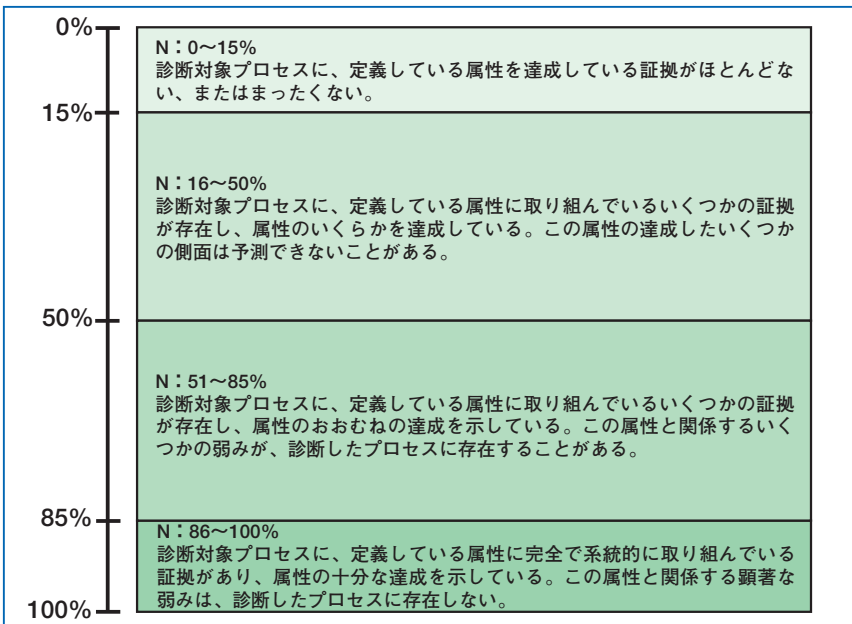 0%
N：0〜15%
診断対象プロセスに、定義している属性を達成している証拠がほとんどな
い、またはまったくない。
15%
N：16〜50%
診断対象プロセスに、定義している属性に取り組んでいるいくつかの証拠
が存在し、属性のいくらかを達成している。この属性の達成したいくつか
の側面は予測できないことがある。
50%
N：51〜85%
診断対象プロセスに、定義している属性に取り組んでいるいくつかの証拠
が存在し、属性のおおむねの達成を示している。この属性と関係するいく
つかの弱みが、診断したプロセスに存在することがある。
85%
N：86〜100%
診断対象プロセスに、定義している属性に完全で系統的に取り組んでいる
証拠があり、属性の十分な達成を示している。この属性と関係する顕著な
弱みは、診断したプロセスに存在しない。
100%